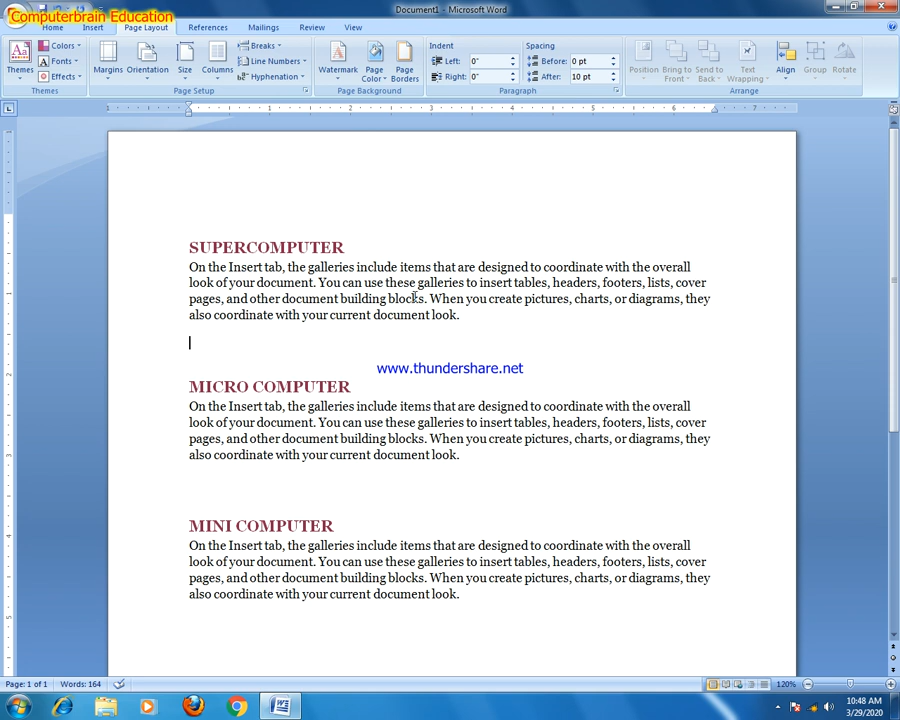 Computerbrain Education
Document1 - Microsoft Word
Home Insert Page Layout References Mailings Review View
Themes Colors Fonts Effects Margins Orientation Size Columns Breaks Line Numbers Hyphenation Watermark Page Color Page Borders Indent Left: 0" Right: 0" Spacing Before: 0 pt After: 10 pt Position Bring to Front Send to Back Text Wrapping Align Group Rotate
Themes Page Setup Page Background Paragraph Arrange
1 1 2 3 4 5 6 7
SUPERCOMPUTER
On the Insert tab, the galleries include items that are designed to coordinate with the overall
look of your document. You can use these galleries to insert tables, headers, footers, lists, cover
pages, and other document building blocks. When you create pictures, charts, or diagrams, they
also coordinate with your current document look.
www.thundershare.net
MICRO COMPUTER
On the Insert tab, the galleries include items that are designed to coordinate with the overall
look of your document. You can use these galleries to insert tables, headers, footers, lists, cover
pages, and other document building blocks. When you create pictures, charts, or diagrams, they
also coordinate with your current document look.
MINI COMPUTER
On the Insert tab, the galleries include items that are designed to coordinate with the overall
look of your document. You can use these galleries to insert tables, headers, footers, lists, cover
pages, and other document building blocks. When you create pictures, charts, or diagrams, they
also coordinate with your current document look.
Page: 1 of 1 Words: 164 120%
10:48 AM
3/29/2020